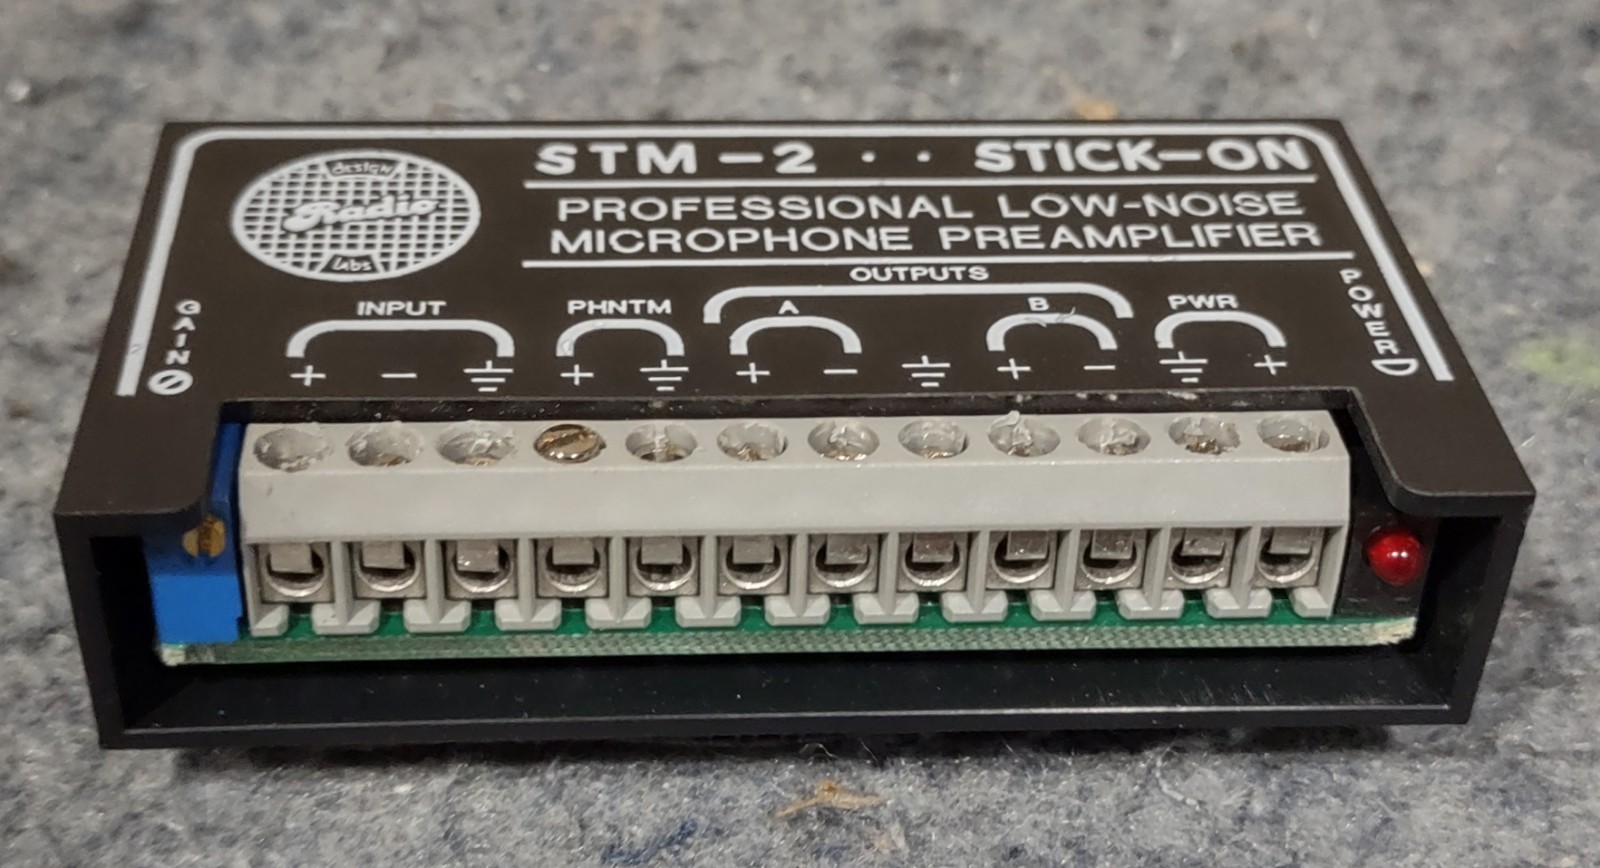 STM-2 · · STICK-ON
design
Radio
labs
PROFESSIONAL LOW-NOISE
MICROPHONE PREAMPLIFIER
OUTPUTS
GAIN
INPUT
PHNTM
A
B
PWR
POWER
+ − + + − + − +